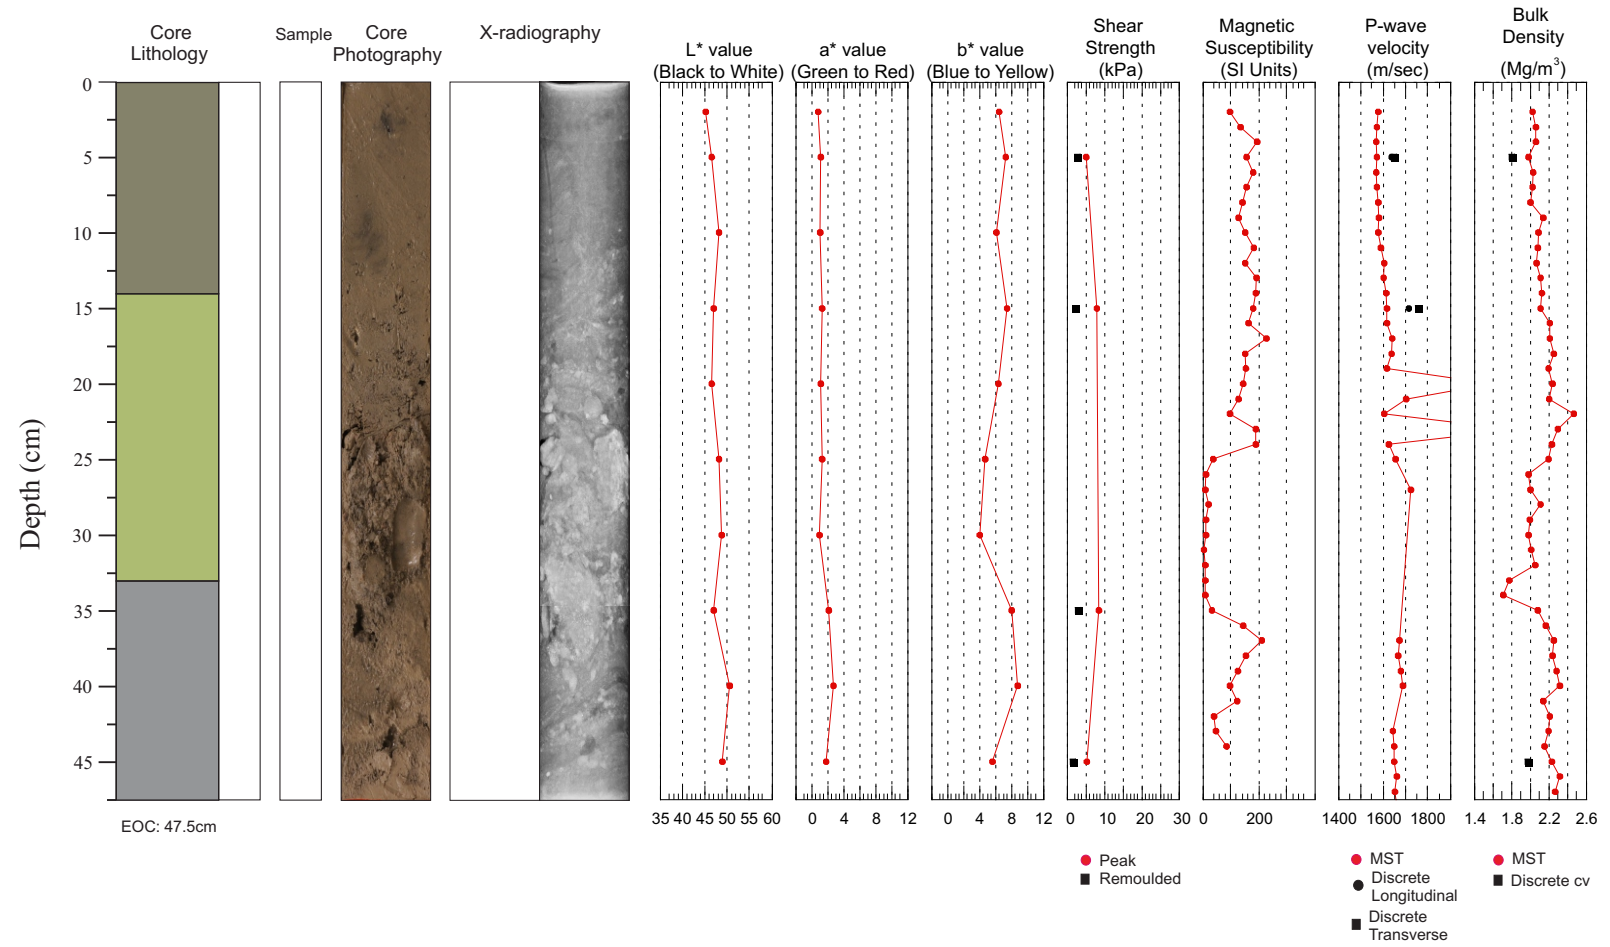 Core
Lithology
Sample
Core
Photography
X-radiography
L* value
(Black to White)
a* value
(Green to Red)
b* value
(Blue to Yellow)
Shear
Strength
(kPa)
Magnetic
Susceptibility
(SI Units)
P-wave
velocity
(m/sec)
Bulk
Density
(Mg/m³)
Depth (cm)
0
5
10
15
20
25
30
35
40
45
EOC: 47.5cm
35 40 45 50 55 60
0 4 8 12
0 4 8 12
0 10 20 30
0 200
1400 1600 1800
1.4 1.8 2.2 2.6
Peak
Remoulded
MST
Discrete
Longitudinal
Discrete
Transverse
MST
Discrete cv